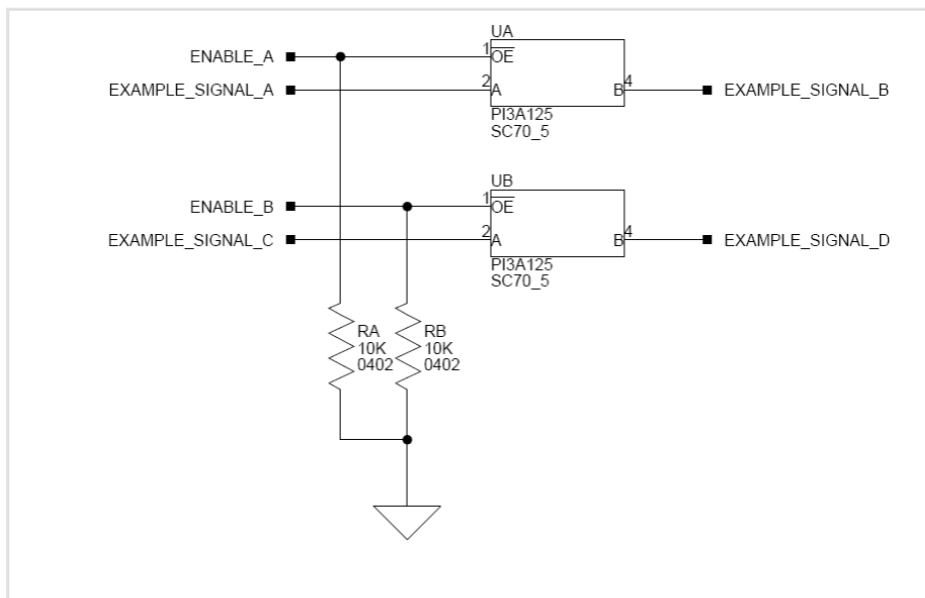 UA
ENABLE_A
1
OE
EXAMPLE_SIGNAL_A
2
A
B
4
EXAMPLE_SIGNAL_B
PI3A125
SC70_5
UB
ENABLE_B
1
OE
EXAMPLE_SIGNAL_C
2
A
B
4
EXAMPLE_SIGNAL_D
PI3A125
SC70_5
RA
10K
0402
RB
10K
0402